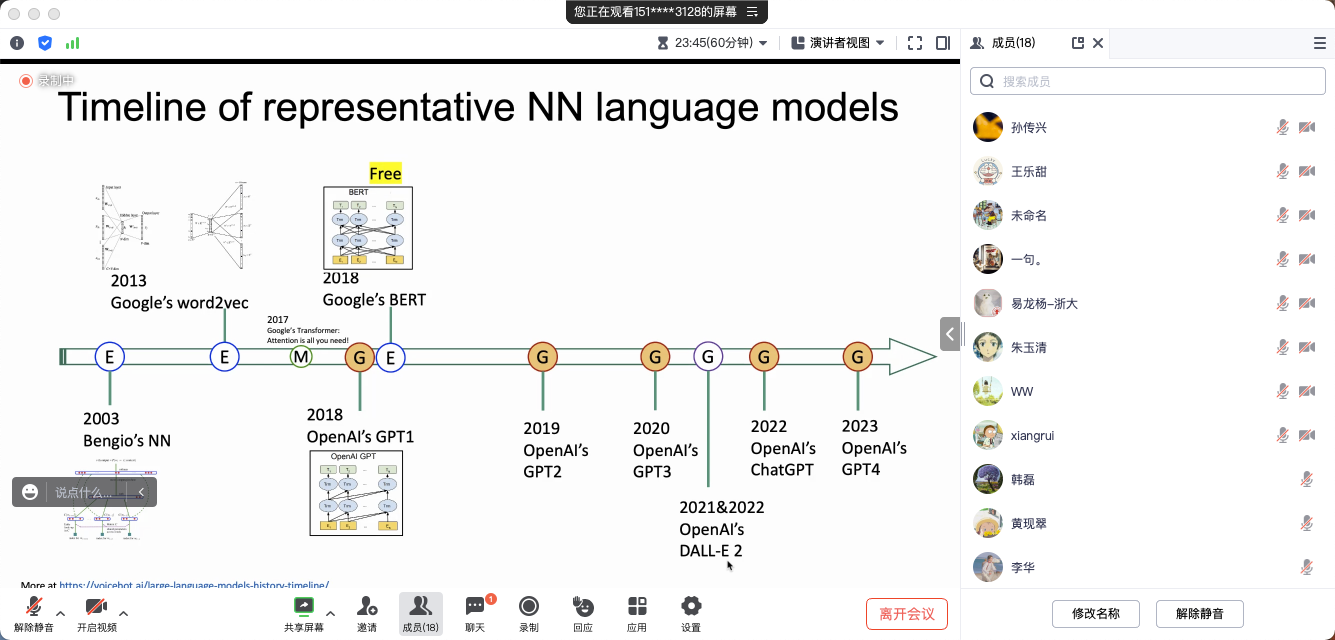 您正在观看151****3128的屏幕
23:45(60分钟)
演讲者视图
成员(18)
录制中
搜索成员
Timeline of representative NN language models
Free
BERT
2013
Google's word2vec
2018
Google's BERT
2017
Google's Transformer:
Attention is all you need!
E
E
M
G
E
G
G
G
G
G
2003
Bengio's NN
2018
OpenAI's GPT1
OpenAI GPT
2019
OpenAI's
GPT2
2020
OpenAI's
GPT3
2021&2022
OpenAI's
DALL-E 2
2022
OpenAI's
ChatGPT
2023
OpenAI's
GPT4
说点什么...
More at https://voicebot.ai/large-language-models-history-timeline/
孙传兴
王乐甜
未命名
一句。
易龙杨-浙大
朱玉清
WW
xiangrui
韩磊
黄现翠
李华
解除静音
开启视频
共享屏幕
邀请
成员(18)
1
聊天
录制
回应
应用
设置
离开会议
修改名称
解除静音